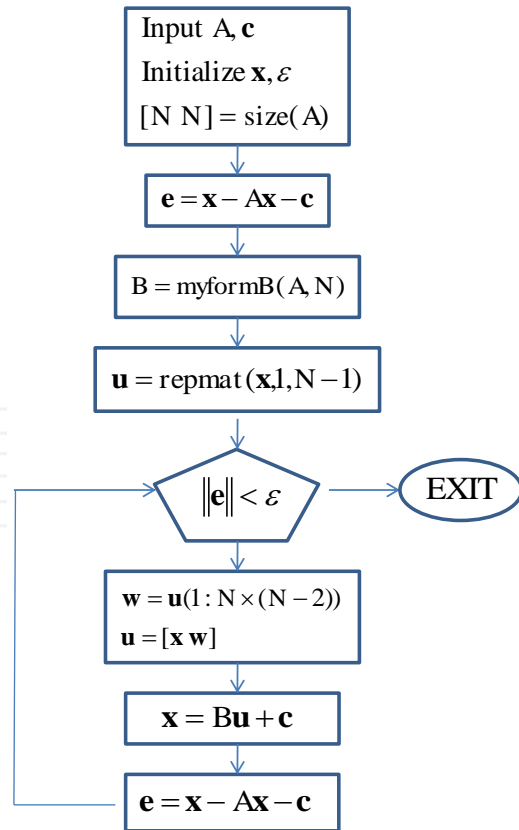 Input A, c
Initialize x, ε
[N N] = size(A)
e = x − Ax − c
B = myformB(A, N)
u = repmat(x,1, N−1)
‖e‖ < ε
EXIT
w = u(1: N×(N−2))
u = [x w]
x = Bu + c
e = x − Ax − c